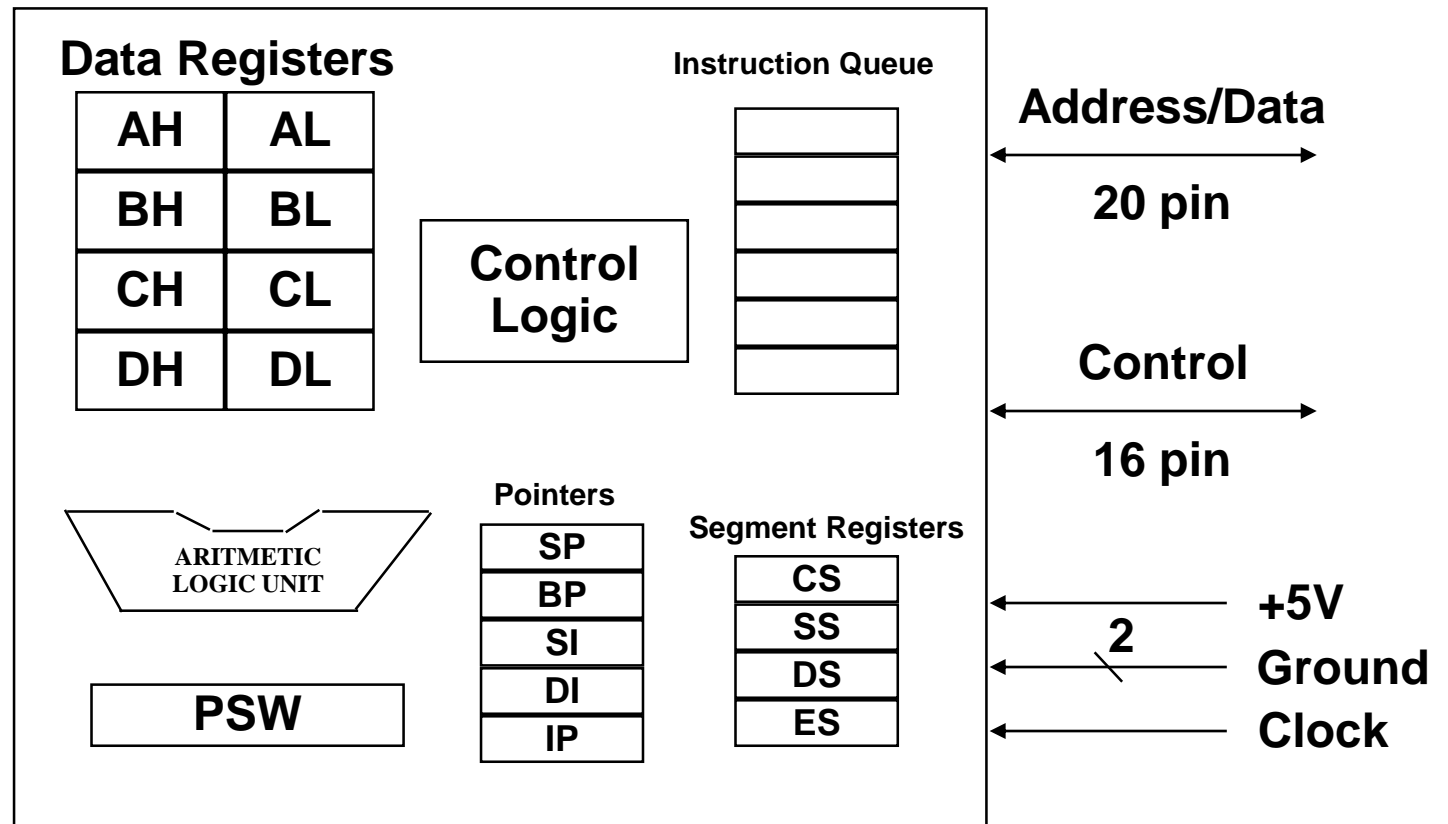 Data Registers
AH AL
BH BL
CH CL
DH DL
Control
Logic
Instruction Queue
Address/Data
20 pin
Control
16 pin
ARITMETIC
LOGIC UNIT
PSW
Pointers
SP
BP
SI
DI
IP
Segment Registers
CS
SS
DS
ES
+5V
2
Ground
Clock